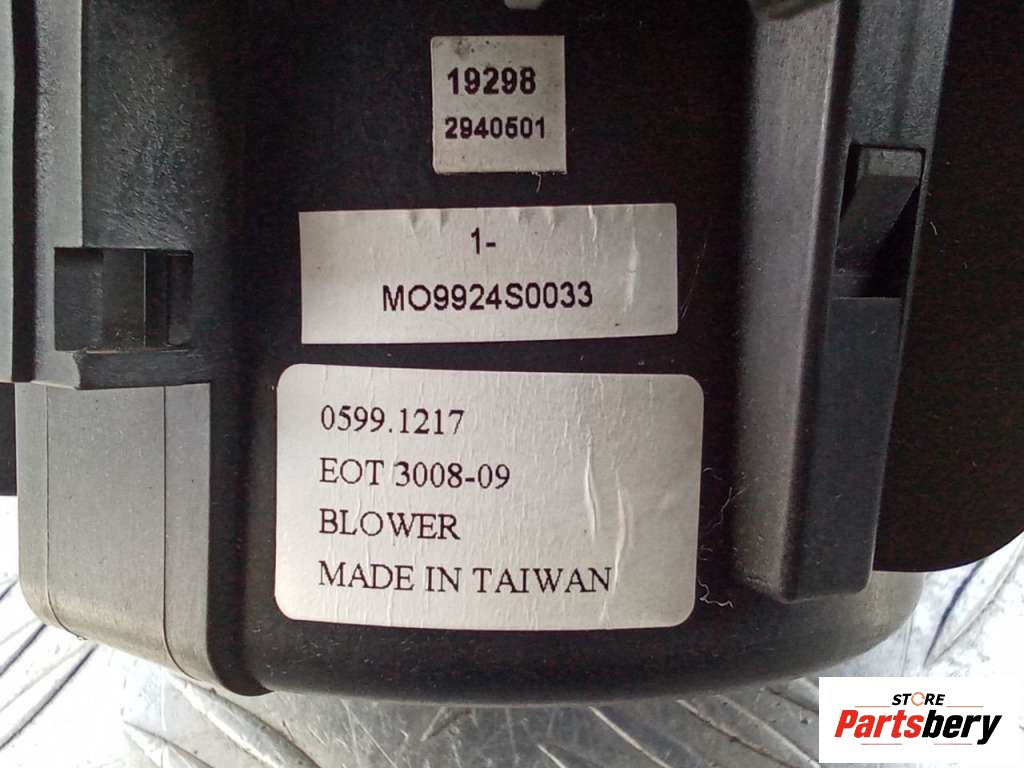 19298
2940501
1-
MO9924S0033
0599.1217
EOT 3008-09
BLOWER
MADE IN TAIWAN
STORE
Partsbery